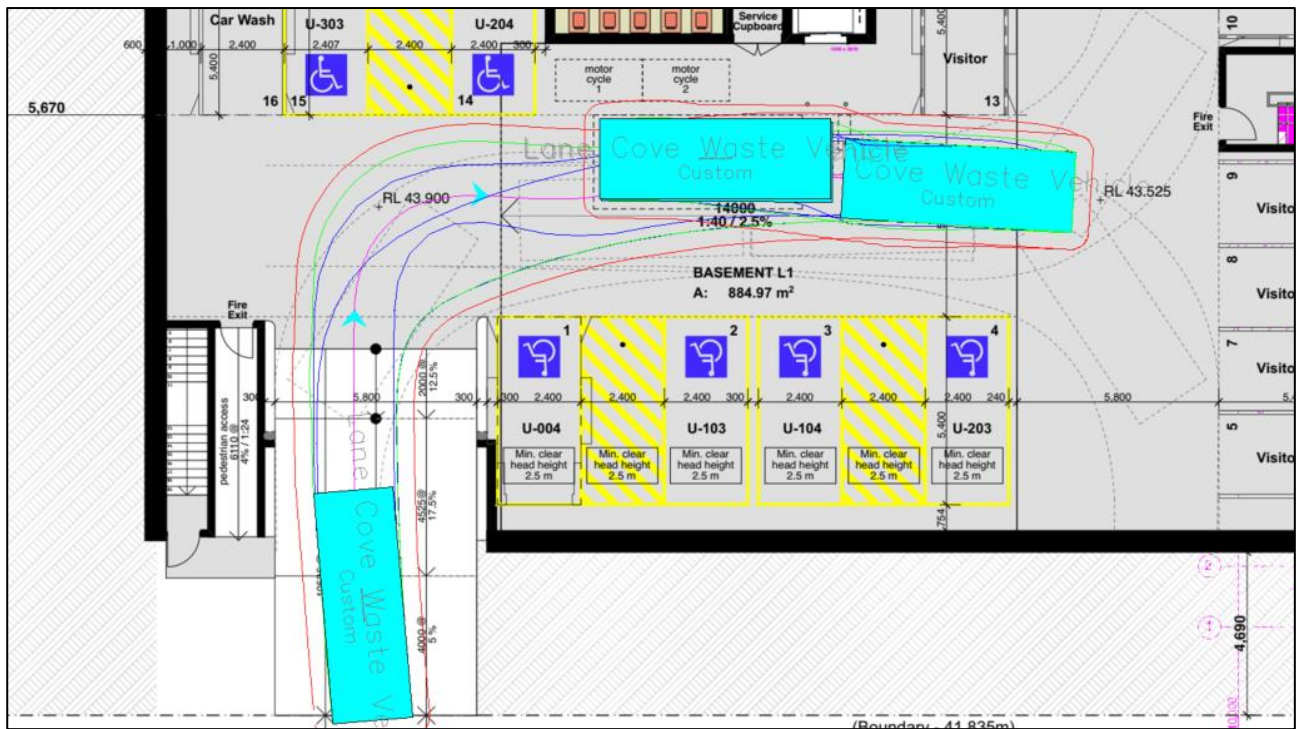 Car Wash
U-303
U-204
Service
Cupboard
10
600
1,000
2,400
2,407
2,400
2,400
300
5,400
5,400
motor
cycle
1
motor
cycle
2
Visitor
16
15
14
13
5,670
Fire
Exit
Lane Cove Waste Vehicle
Custom
Cove Waste Vehicle
Custom
RL 43.900
RL 43.525
14000
1:40 / 2.5%
9
Visito
8
Visito
BASEMENT L1
A: 884.97 m²
Fire
Exit
1
2
3
4
7
Visito
2000 @
12.5%
300
5,800
300
300
2,400
2,400
2,400
300
2,400
2,400
2,400
240
5,800
pedestrian access
6110 @
4% / 1:24
U-004
U-103
U-104
U-203
5,400
5
Min. clear
head height
2.5 m
Min. clear
head height
2.5 m
Min. clear
head height
2.5 m
Min. clear
head height
2.5 m
Min. clear
head height
2.5 m
Min. clear
head height
2.5 m
Visito
4525@
17.5%
754
Lane Cove Waste Ve
Custom
4000 @
5 %
2
1
4,690
10,000
(Boundary - 41.835m)